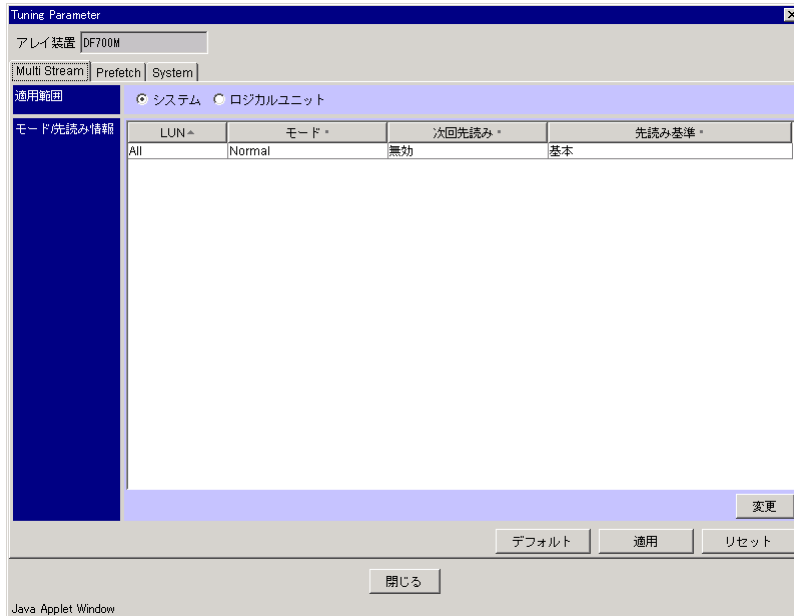 Tuning Parameter
アレイ装置 DF700M
Multi Stream Prefetch System
適用範囲 システム ロジカルユニット
モード/先読み情報
LUN モード 次回先読み 先読み基準
All Normal 無効 基本
変更
デフォルト 適用 リセット
閉じる
Java Applet Window